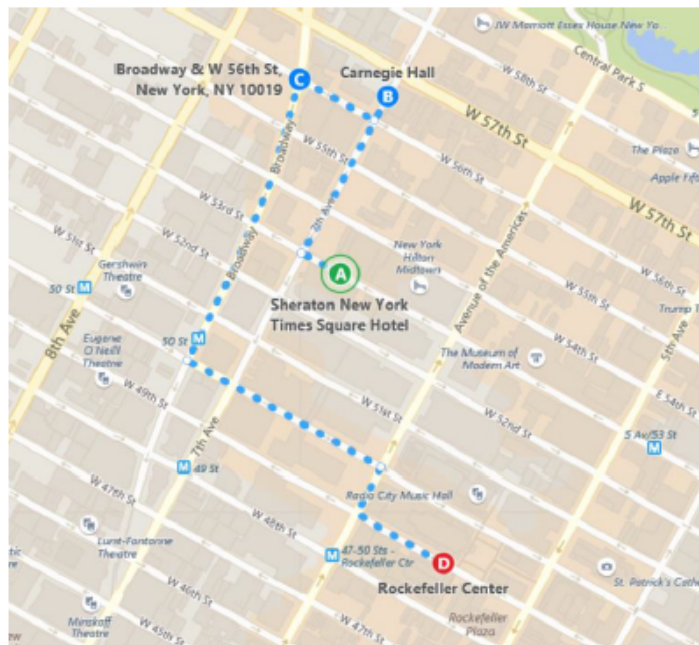 JW Marriott Essex House New Yo...
Central Park S
Broadway & W 56th St,
New York, NY 10019
C
Carnegie Hall
B
W 58th St
W 57th St
The Plaza
Apple Fift
W 55th St
W 56th St
Broadway
7th Ave
W 53rd St
W 52nd St
W 51st St
W 57th St
Gershwin
Theatre
50 St
M
Broadway
A
New York
Hilton
Midtown
Avenue of the Americas
W 56th St
W 55th St
Sheraton New York
Times Square Hotel
8th Ave
Eugene
O'Neill
Theatre
50 St
M
W 54th St
Trump T
5th Ave
The Museum of
Modern Art
E 54th St
W 49th St
W 51st St
W 52nd St
7th Ave
M
49 St
5 Av/53 St
M
W 47th St
W 48th St
Radio City Music Hall
Lunt-Fontanne
Theatre
M
47-50 Sts -
Rockefeller Ctr
D
Rockefeller Center
St. Patrick's Cathe
W 46th St
W 45th St
Minskoff
Theatre
W 47th St
Rockefeller
Plaza